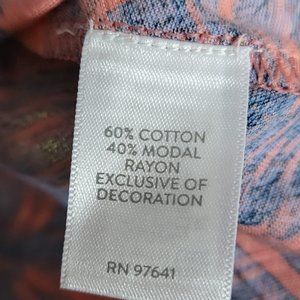 60% COTTON
40% MODAL
RAYON
EXCLUSIVE OF
DECORATION
RN 97641